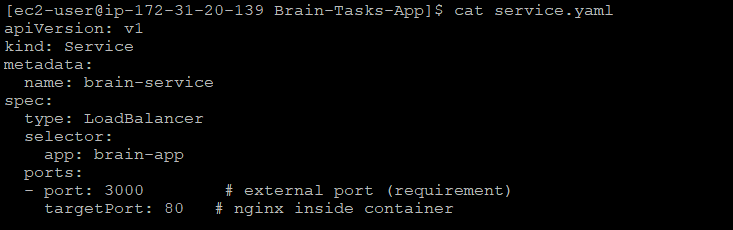 [ec2-user@ip-172-31-20-139 Brain-Tasks-App]$ cat service.yaml
apiVersion: v1
kind: Service
metadata:
  name: brain-service
spec:
  type: LoadBalancer
  selector:
    app: brain-app
  ports:
  - port: 3000        # external port (requirement)
    targetPort: 80   # nginx inside container